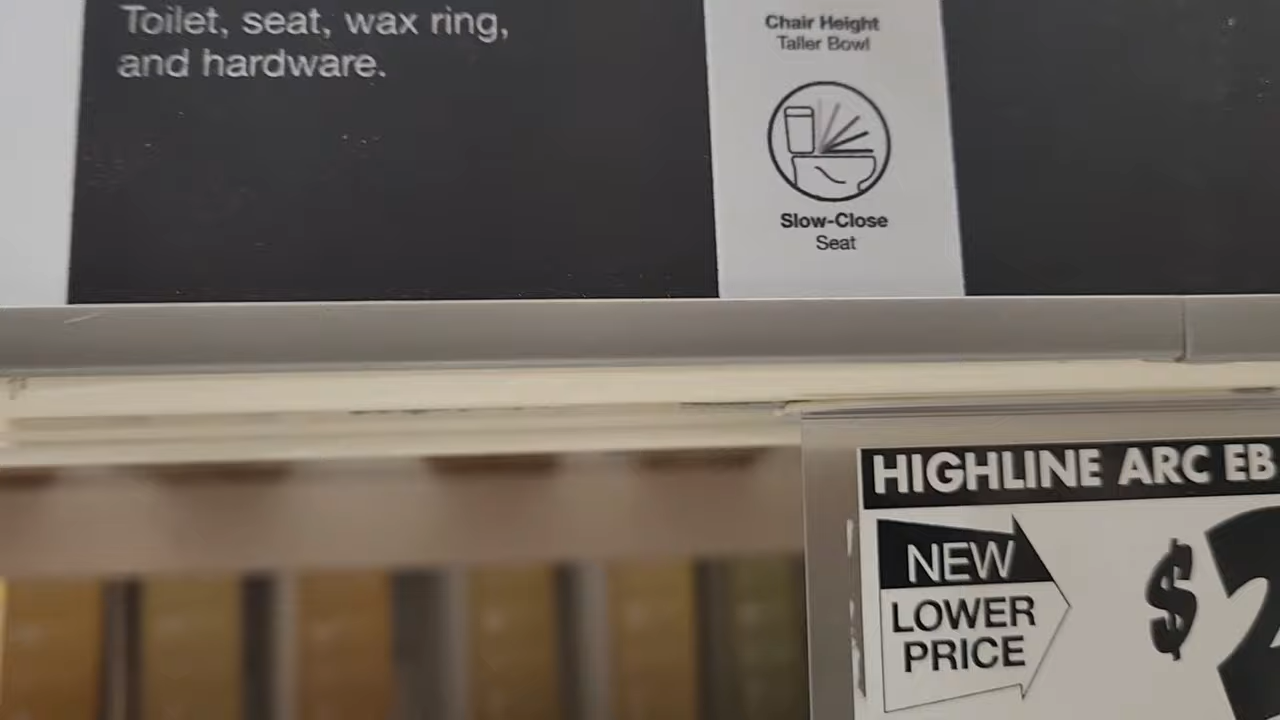 Toilet, seat, wax ring,
and hardware.
Chair Height
Taller Bowl
Slow-Close
Seat
HIGHLINE ARC EB
NEW
LOWER
PRICE
$2